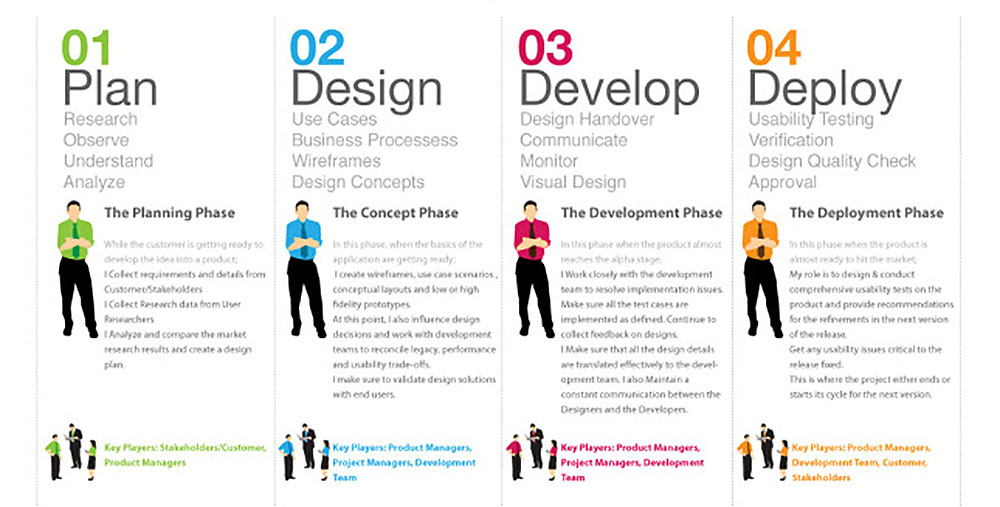 01
Plan
Research
Observe
Understand
Analyze
The Planning Phase
While the customer is getting ready to
develop the idea into a product;
I Collect requirements and details from
Customer/Stakeholders
I Collect Research data from User
Researchers
I Analyze and compare the market
research results and create a design
plan.
Key Players: Stakeholders/Customer,
Product Managers
02
Design
Use Cases
Business Processess
Wireframes
Design Concepts
The Concept Phase
In this phase, when the basics of the
application are getting ready;
I create wireframes, use case scenarios ,
conceptual layouts and low or high
fidelity prototypes.
At this point, I also influence design
decisions and work with development
teams to reconcile legacy, performance
and usability trade-offs.
I make sure to validate design solutions
with end users.
Key Players: Product Managers,
Project Managers, Development
Team
03
Develop
Design Handover
Communicate
Monitor
Visual Design
The Development Phase
In this phase when the product almost
reaches the alpha stage;
I Work closely with the development
team to resolve implementation issues.
Make sure all the test cases are
implemented as defined. Continue to
collect feedback on designs.
I Make sure that all the design details
are translated effectively to the devel-
opment team. I also Maintain a
constant communication between the
Designers and the Developers.
Key Players: Product Managers,
Project Managers, Development
Team
04
Deploy
Usability Testing
Verification
Design Quality Check
Approval
The Deployment Phase
In this phase when the product is
almost ready to hit the market;
My role is to design & conduct
comprehensive usability tests on the
product and provide recommendations
for the refinements in the next version
of the release.
Get any usability issues critical to the
release fixed.
This is where the project either ends or
starts its cycle for the next version.
Key Players: Product Managers,
Development Team, Customer,
Stakeholders